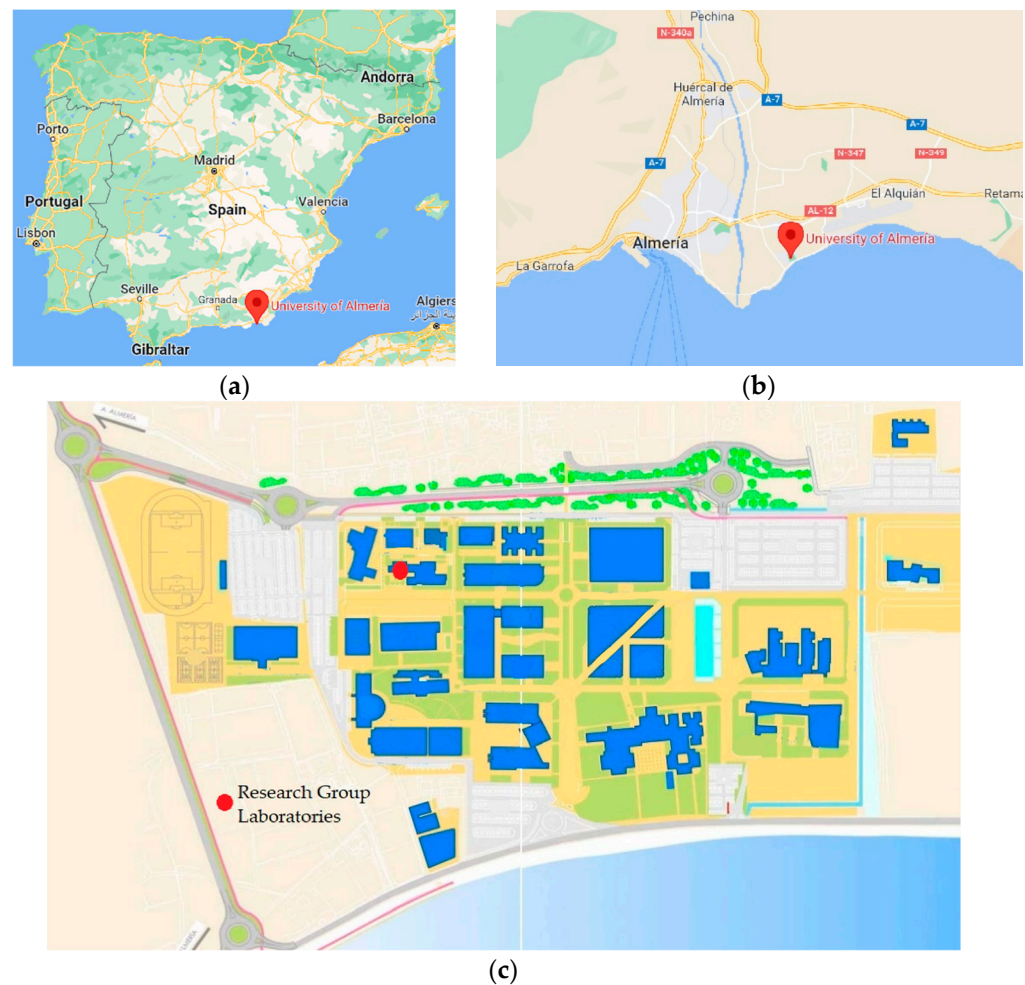 Andorra
Barcelona
Porto
Madrid
Portugal
Spain
Valencia
Lisbon
Seville
Granada
University of Almería
Algiers
Gibraltar
(a)
Pechina
N-340a
Huércal de
Almería
A-7
A-7
N-347
N-349
A-7
El Alquián
Retama
AL-12
Almería
University of Almería
La Garrofa
(b)
A ALMERÍA
Research Group
Laboratories
ALMERÍA
(c)